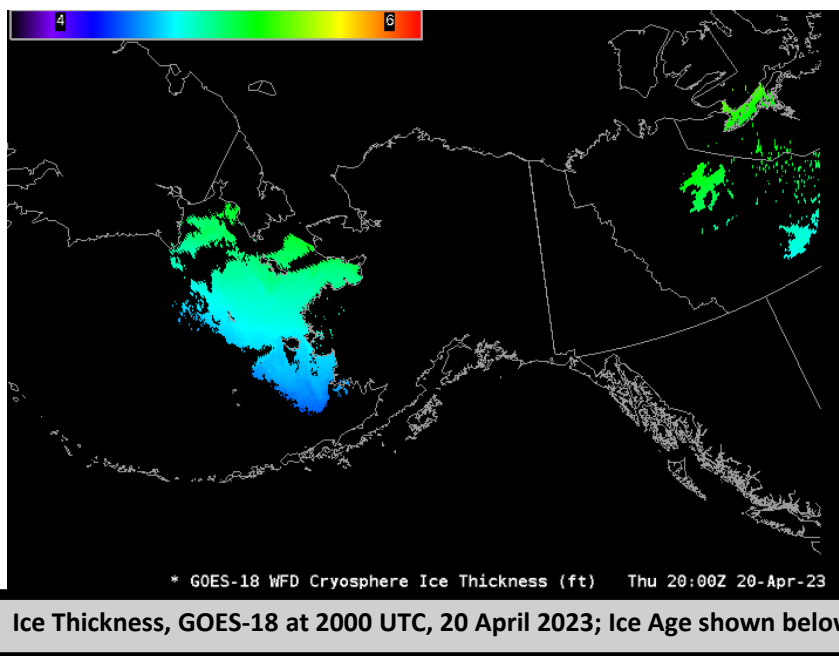 4 6
* GOES-18 WFD Cryosphere Ice Thickness (ft) Thu 20:00Z 20-Apr-23
Ice Thickness, GOES-18 at 2000 UTC, 20 April 2023; Ice Age shown below